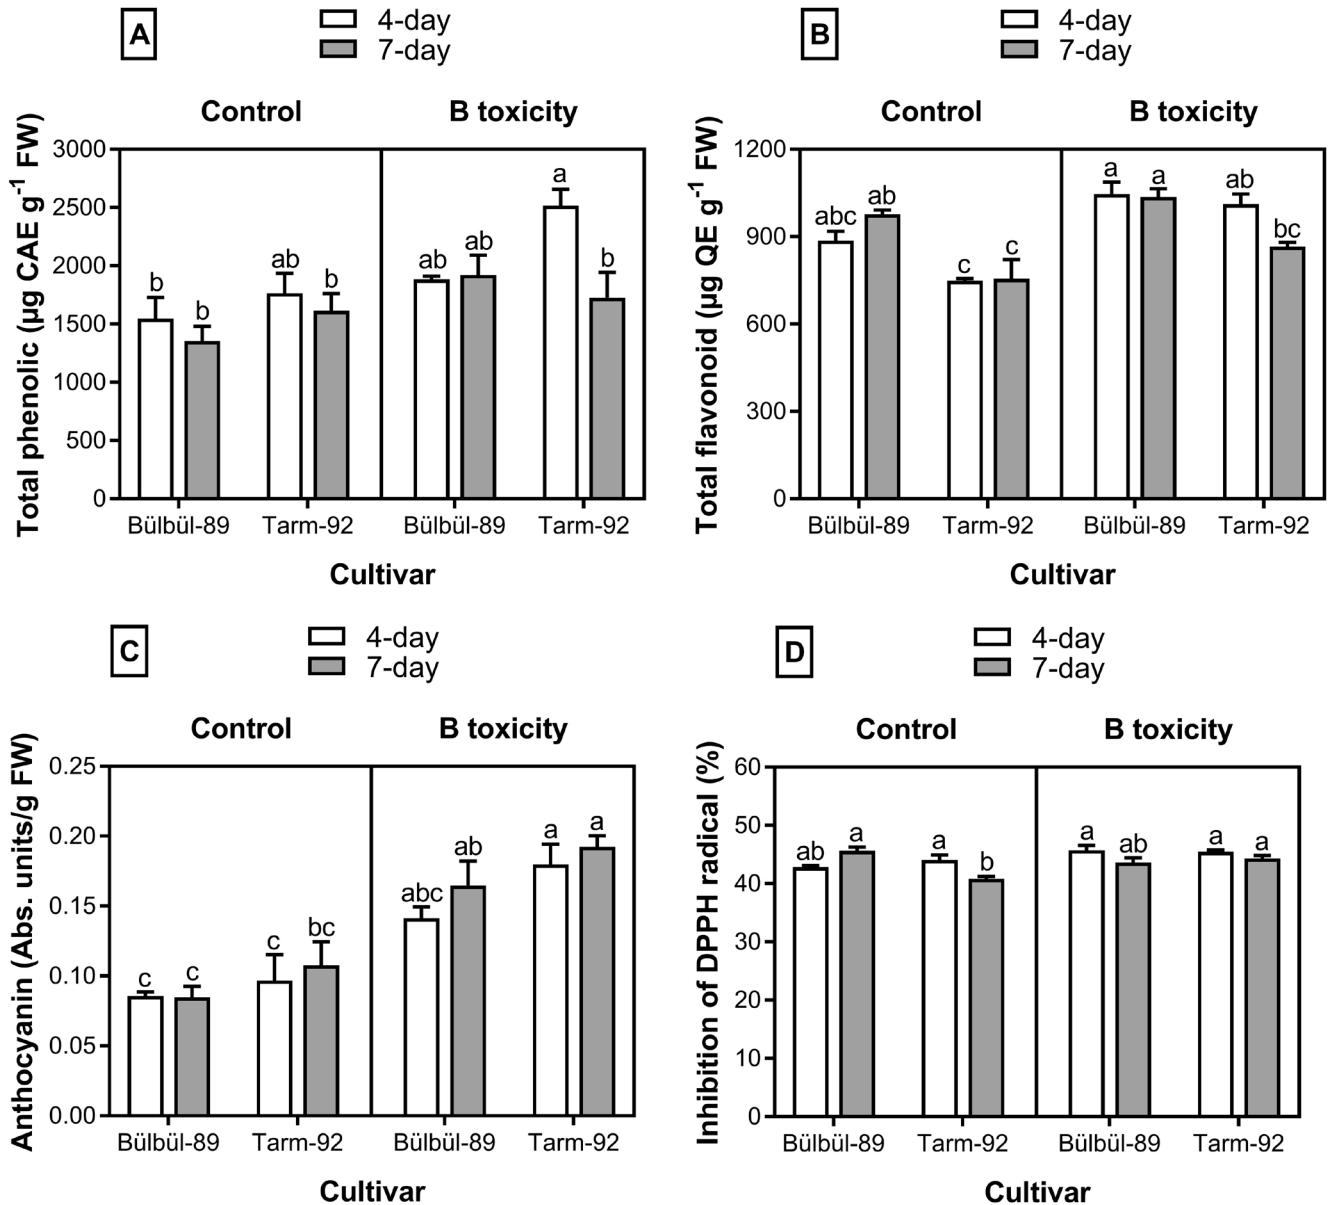 A
4-day
7-day
Control
B toxicity
Total phenolic (µg CAE g-1 FW)
3000
2500
2000
1500
1000
500
0
b
b
ab
b
ab
ab
a
b
Bülbül-89
Tarm-92
Bülbül-89
Tarm-92
Cultivar
B
4-day
7-day
Control
B toxicity
Total flavonoid (µg QE g-1 FW)
1200
900
600
300
0
abc
ab
c
c
a
a
ab
bc
Bülbül-89
Tarm-92
Bülbül-89
Tarm-92
Cultivar
C
4-day
7-day
Control
B toxicity
Anthocyanin (Abs. units/g FW)
0.25
0.20
0.15
0.10
0.05
0.00
c
c
c
bc
abc
ab
a
a
Bülbül-89
Tarm-92
Bülbül-89
Tarm-92
Cultivar
D
4-day
7-day
Control
B toxicity
Inhibition of DPPH radical (%)
60
50
40
30
20
10
0
ab
a
a
b
a
ab
a
a
Bülbül-89
Tarm-92
Bülbül-89
Tarm-92
Cultivar